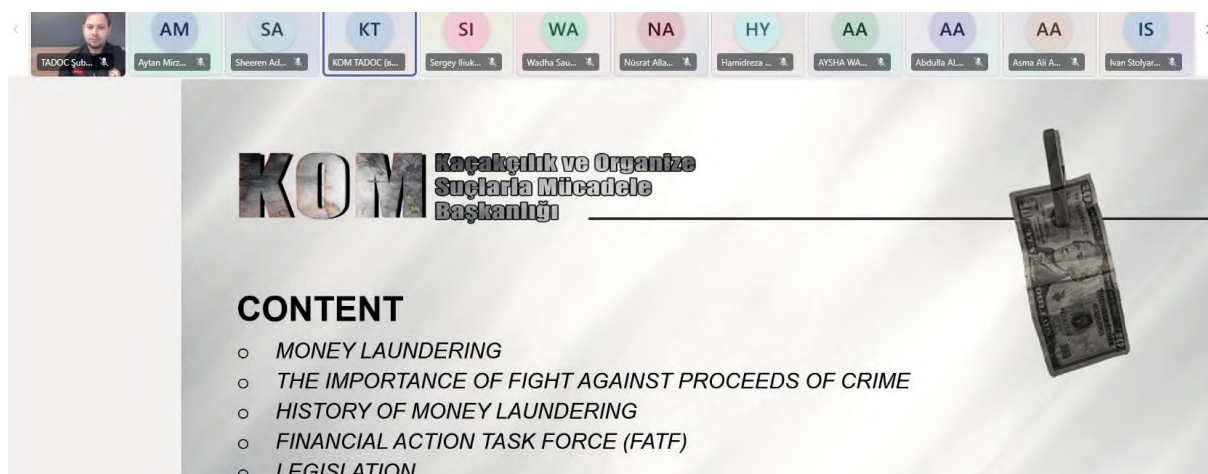 AM
SA
KT
SI
WA
NA
HY
AA
AA
AA
IS
TADOC Şub...
Aytan Mirz...
Sheeren Ad...
KOM TADOC (в...
Sergey Iliuk...
Wadha Sau...
Nüsrat Alla...
Hamidreza ...
AYSHA WA...
Abdulla AL...
Asma Ali A...
Ivan Stolyar...
KOM
Kaçakçılık ve Organize
Suçlarla Mücadele
Başkanlığı
CONTENT
o MONEY LAUNDERING
o THE IMPORTANCE OF FIGHT AGAINST PROCEEDS OF CRIME
o HISTORY OF MONEY LAUNDERING
o FINANCIAL ACTION TASK FORCE (FATF)
o LEGISLATION